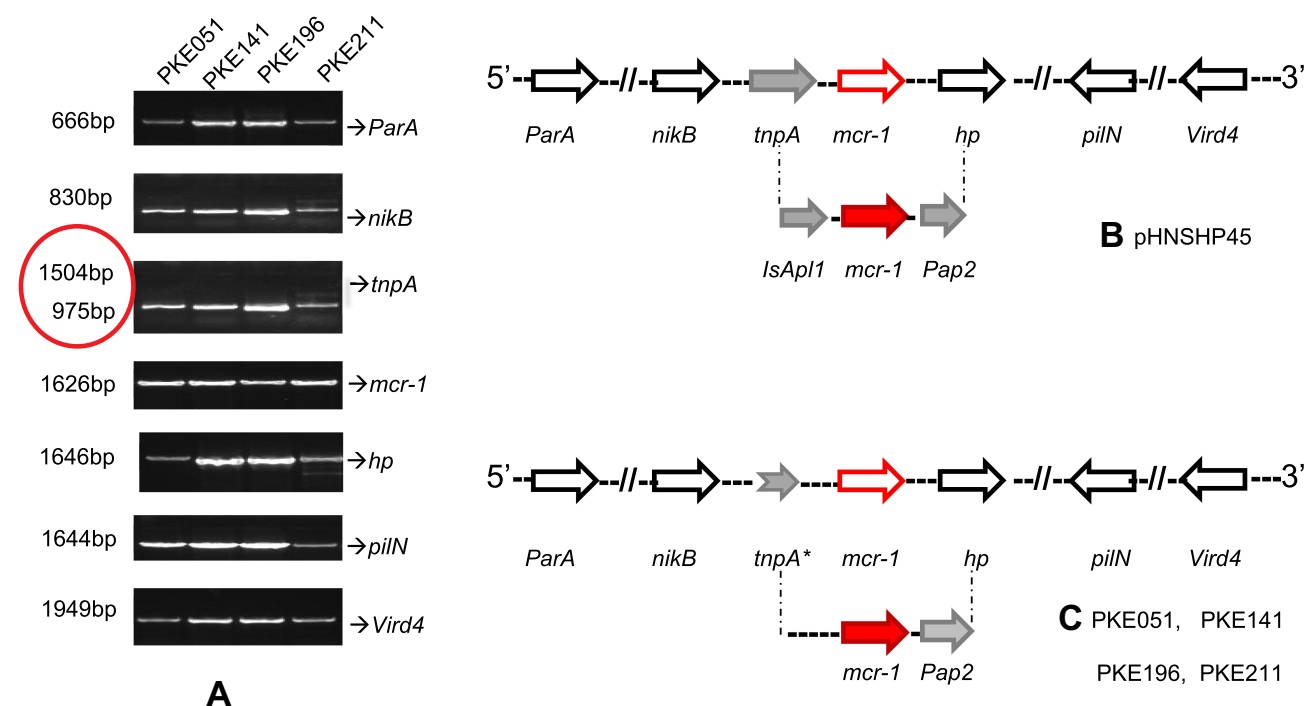 PKE051 PKE141 PKE196 PKE211
666bp →ParA
830bp →nikB
1504bp →tnpA
975bp
1626bp →mcr-1
1646bp →hp
1644bp →pilN
1949bp →Vird4
A
5’ // // // 3’
ParA nikB tnpA mcr-1 hp pilN Vird4
IsApl1 mcr-1 Pap2
B pHNSHP45
5’ // // // 3’
ParA nikB tnpA* mcr-1 hp pilN Vird4
mcr-1 Pap2
C PKE051, PKE141
PKE196, PKE211